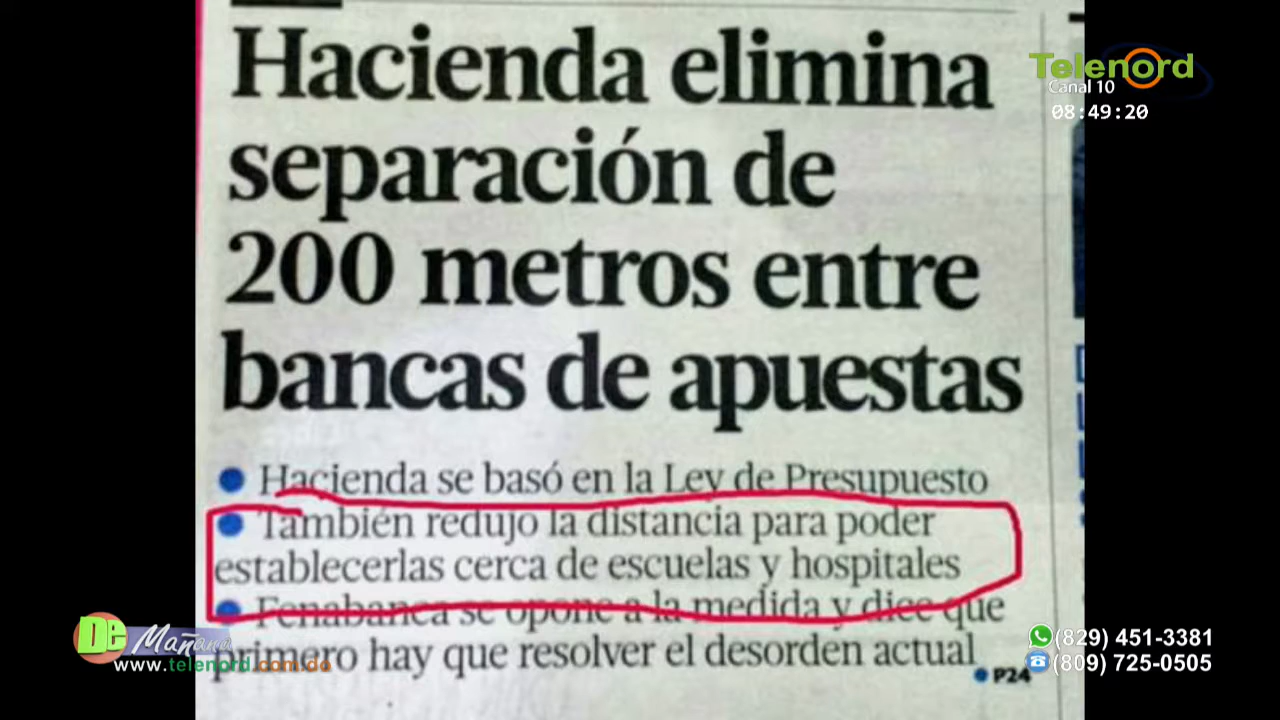 Hacienda elimina
separación de
200 metros entre
bancas de apuestas
● Hacienda se basó en la Ley de Presupuesto
● También redujo la distancia para poder
establecerlas cerca de escuelas y hospitales
● Fenabanca se opone a la medida y dice que
primero hay que resolver el desorden actual
● P24
Telenord
Canal 10
08:49:20
De Mañana
www.telenord.com.do
(829) 451-3381
(809) 725-0505